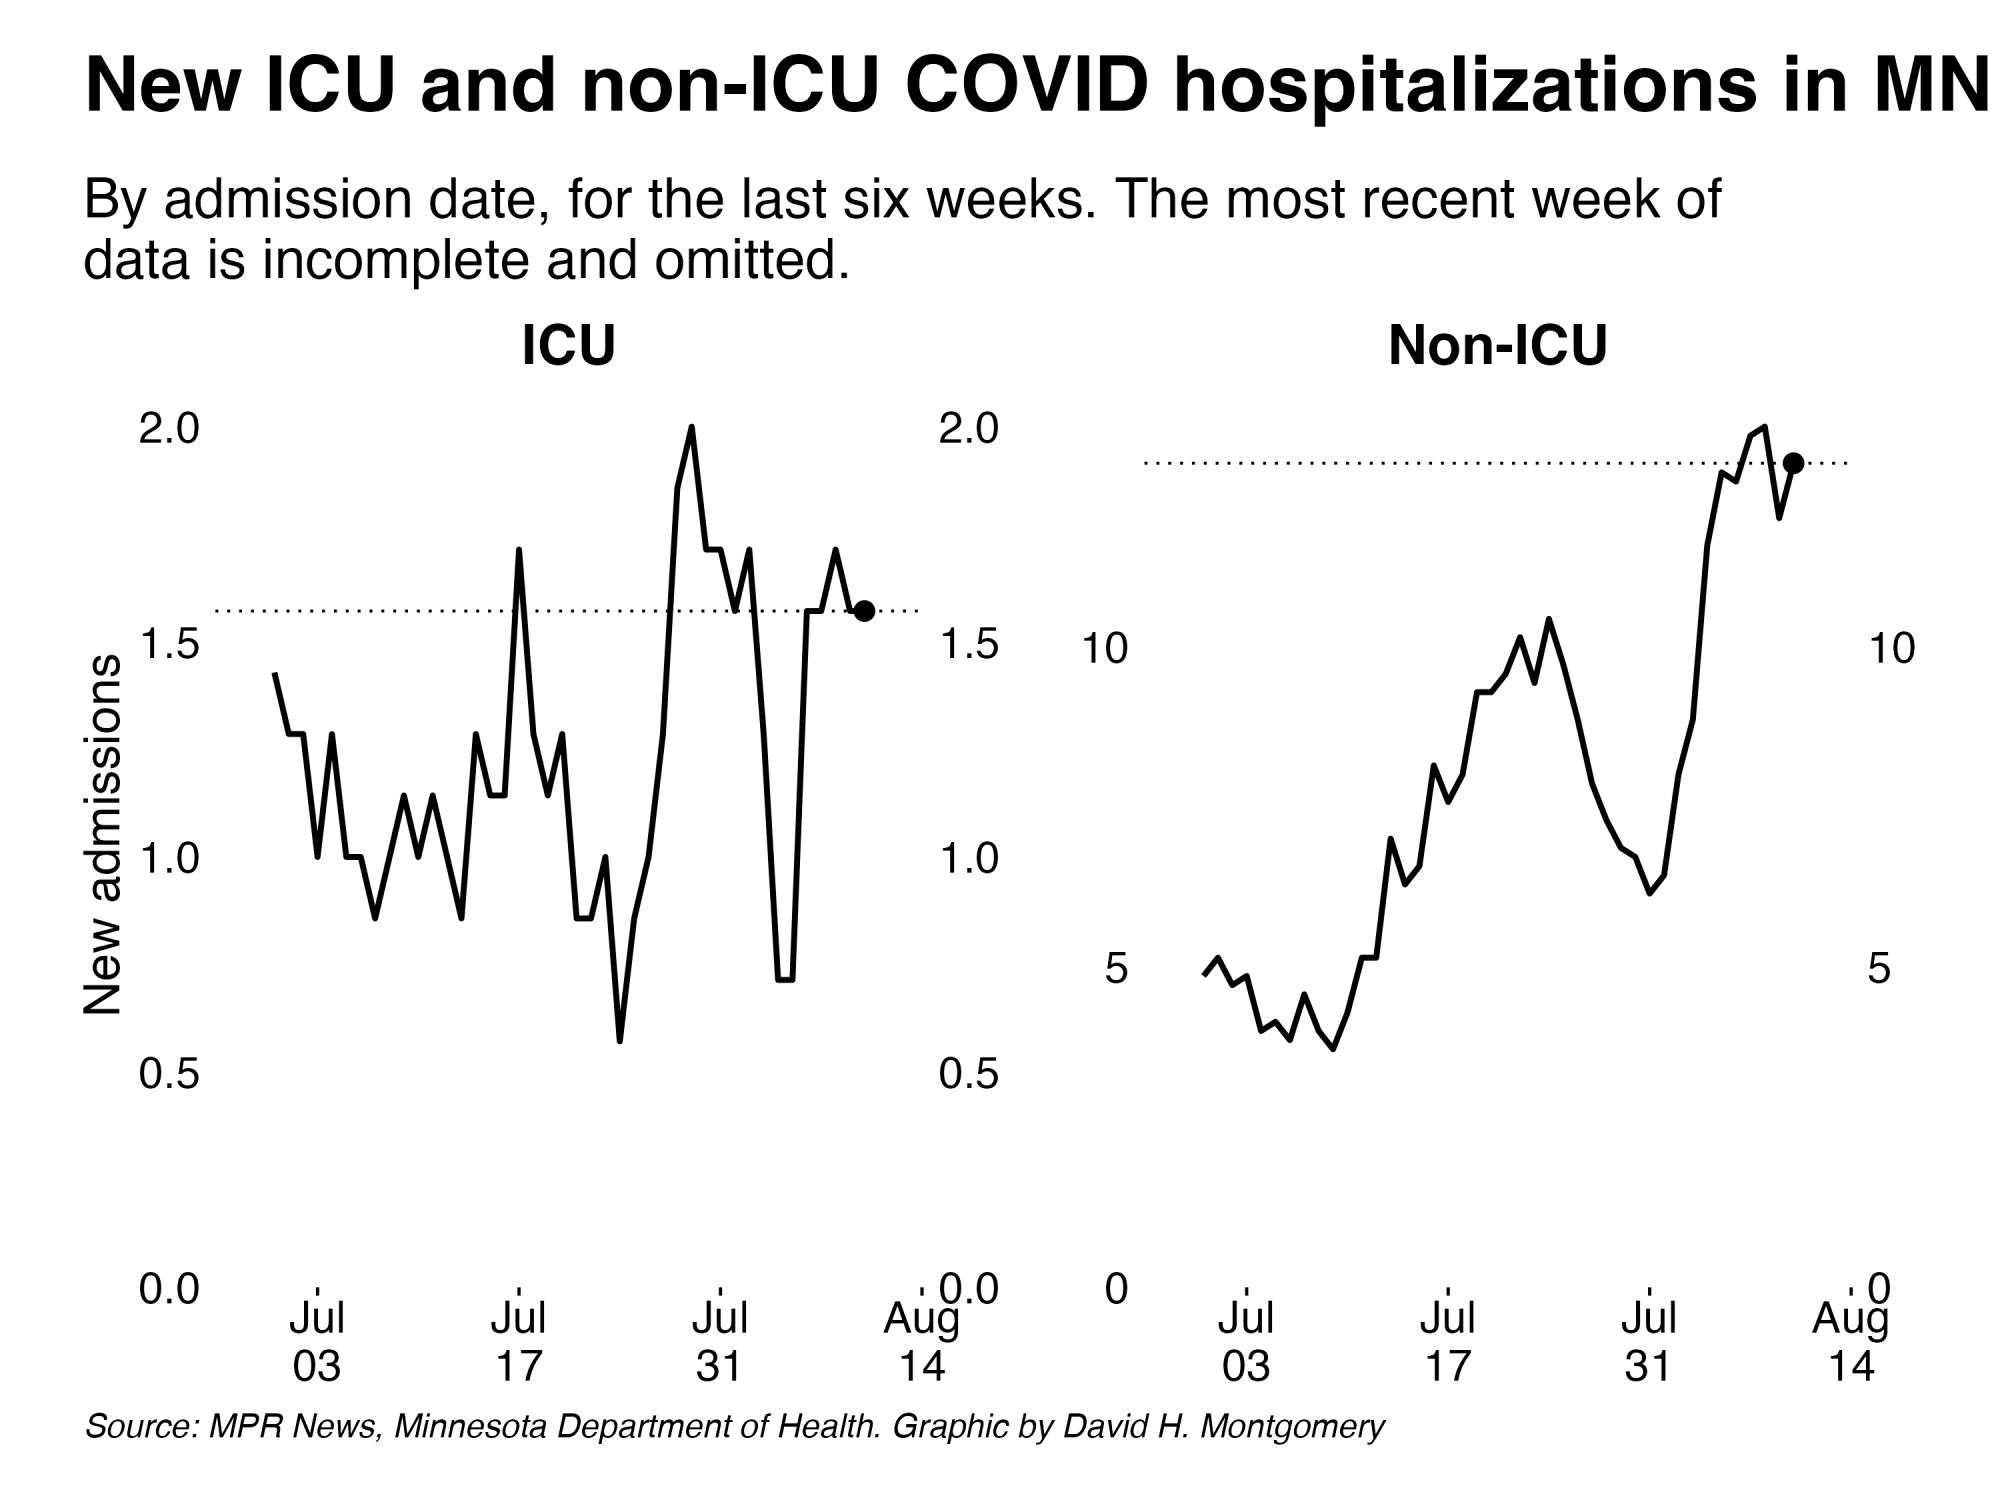 New ICU and non-ICU COVID hospitalizations in MN
By admission date, for the last six weeks. The most recent week of
data is incomplete and omitted.
ICU
New admissions
2.0
1.5
1.0
0.5
0.0
2.0
1.5
1.0
0.5
0.0
Jul
03
Jul
17
Jul
31
Aug
14
Non-ICU
10
5
0
10
5
0
Jul
03
Jul
17
Jul
31
Aug
14
Source: MPR News, Minnesota Department of Health. Graphic by David H. Montgomery